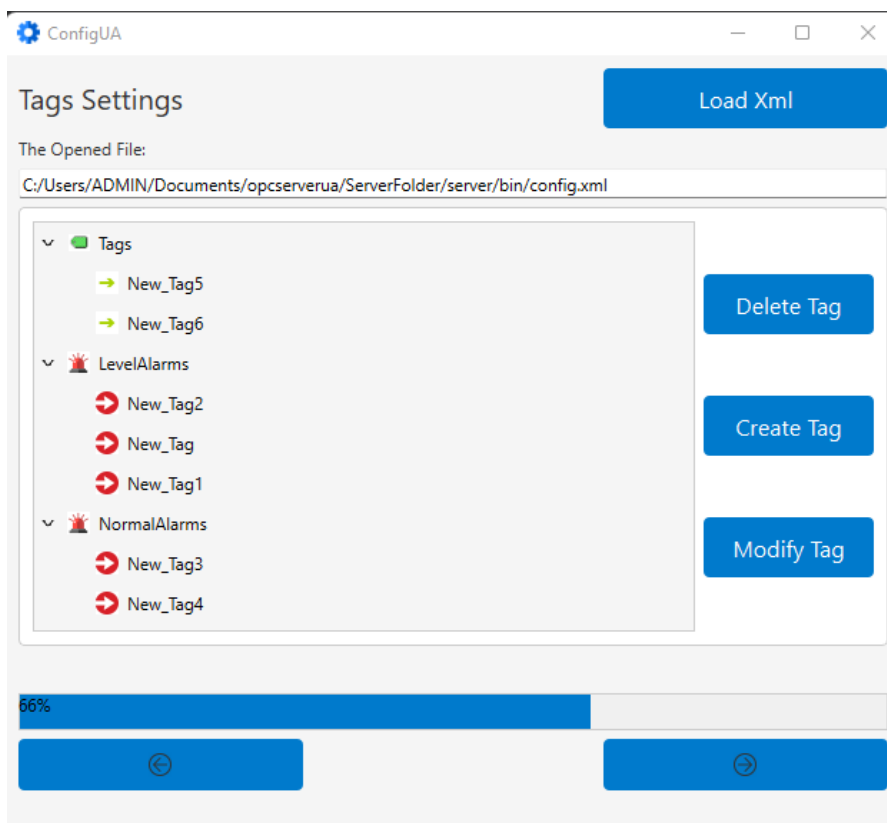 ConfigUA
Tags Settings
Load Xml
The Opened File:
C:/Users/ADMIN/Documents/opcserverua/ServerFolder/server/bin/config.xml
Tags
New_Tag5
New_Tag6
LevelAlarms
New_Tag2
New_Tag
New_Tag1
NormalAlarms
New_Tag3
New_Tag4
Delete Tag
Create Tag
Modify Tag
66%